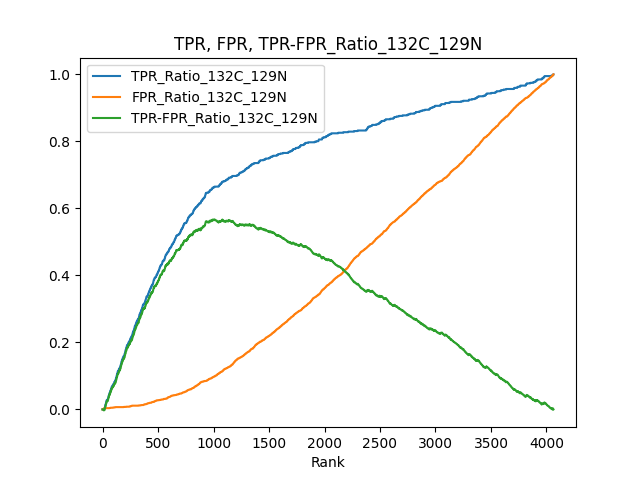 TPR, FPR, TPR-FPR_Ratio_132C_129N
TPR_Ratio_132C_129N
FPR_Ratio_132C_129N
TPR-FPR_Ratio_132C_129N
1.0
0.8
0.6
0.4
0.2
0.0
0 500 1000 1500 2000 2500 3000 3500 4000
Rank